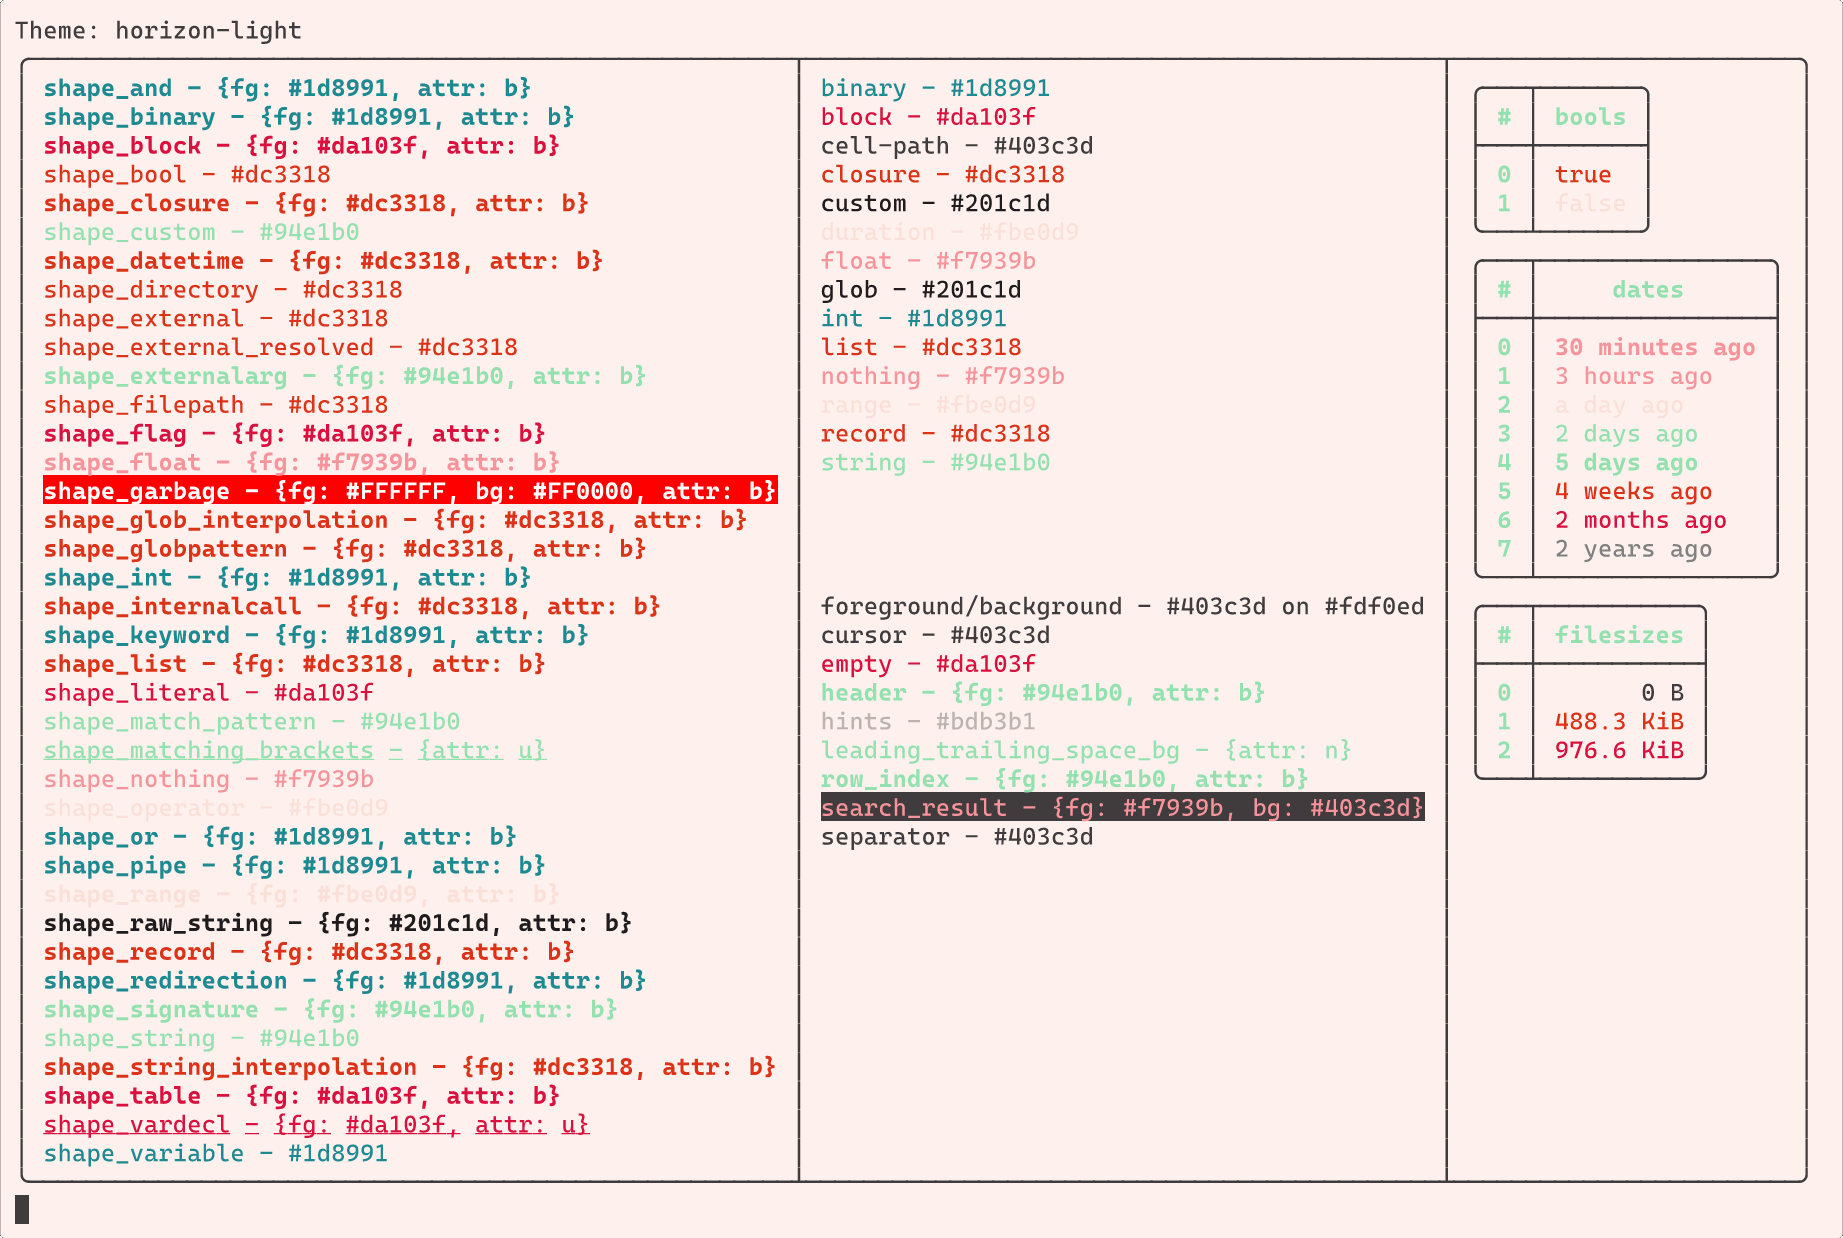 Theme: horizon-light
shape_and - {fg: #1d8991, attr: b}
shape_binary - {fg: #1d8991, attr: b}
shape_block - {fg: #da103f, attr: b}
shape_bool - #dc3318
shape_closure - {fg: #dc3318, attr: b}
shape_custom - #94e1b0
shape_datetime - {fg: #dc3318, attr: b}
shape_directory - #dc3318
shape_external - #dc3318
shape_external_resolved - #dc3318
shape_externalarg - {fg: #94e1b0, attr: b}
shape_filepath - #dc3318
shape_flag - {fg: #da103f, attr: b}
shape_float - {fg: #f7939b, attr: b}
shape_garbage - {fg: #FFFFFF, bg: #FF0000, attr: b}
shape_glob_interpolation - {fg: #dc3318, attr: b}
shape_globpattern - {fg: #dc3318, attr: b}
shape_int - {fg: #1d8991, attr: b}
shape_internalcall - {fg: #dc3318, attr: b}
shape_keyword - {fg: #1d8991, attr: b}
shape_list - {fg: #dc3318, attr: b}
shape_literal - #da103f
shape_match_pattern - #94e1b0
shape_matching_brackets - {attr: u}
shape_nothing - #f7939b
shape_operator - #fbe0d9
shape_or - {fg: #1d8991, attr: b}
shape_pipe - {fg: #1d8991, attr: b}
shape_range - {fg: #fbe0d9, attr: b}
shape_raw_string - {fg: #201c1d, attr: b}
shape_record - {fg: #dc3318, attr: b}
shape_redirection - {fg: #1d8991, attr: b}
shape_signature - {fg: #94e1b0, attr: b}
shape_string - #94e1b0
shape_string_interpolation - {fg: #dc3318, attr: b}
shape_table - {fg: #da103f, attr: b}
shape_vardecl - {fg: #da103f, attr: u}
shape_variable - #1d8991
binary - #1d8991
block - #da103f
cell-path - #403c3d
closure - #dc3318
custom - #201c1d
duration - #fbe0d9
float - #f7939b
glob - #201c1d
int - #1d8991
list - #dc3318
nothing - #f7939b
range - #fbe0d9
record - #dc3318
string - #94e1b0
foreground/background - #403c3d on #fdf0ed
cursor - #403c3d
empty - #da103f
header - {fg: #94e1b0, attr: b}
hints - #bdb3b1
leading_trailing_space_bg - {attr: n}
row_index - {fg: #94e1b0, attr: b}
search_result - {fg: #f7939b, bg: #403c3d}
separator - #403c3d
# bools
0 true
1 false
# dates
0 30 minutes ago
1 3 hours ago
2 a day ago
3 2 days ago
4 5 days ago
5 4 weeks ago
6 2 months ago
7 2 years ago
# filesizes
0 0 B
1 488.3 KiB
2 976.6 KiB